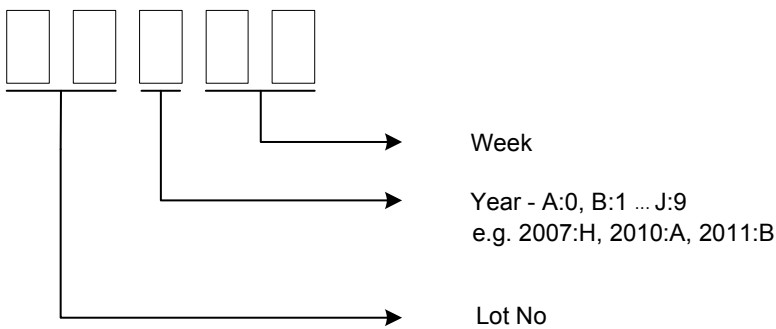 Week
Year - A:0, B:1 ... J:9
e.g. 2007:H, 2010:A, 2011:B
Lot No